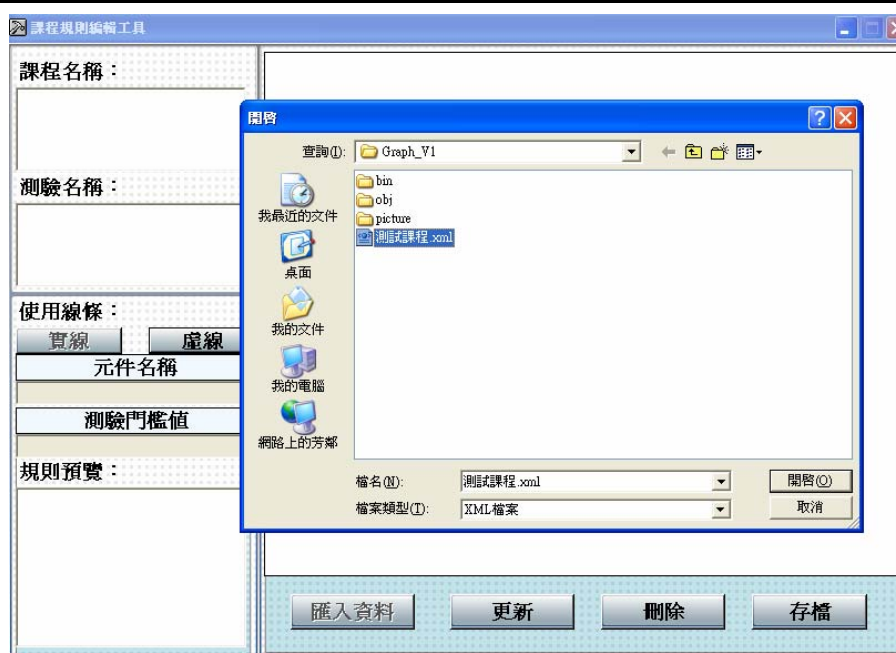 課程規則編輯工具
課程名稱：
測驗名稱：
使用線條：
實線 虛線
元件名稱
測驗門檻值
規則預覽：
開啓
查詢(I): Graph_V1
我最近的文件
桌面
我的文件
我的電腦
網路上的芳鄰
bin
obj
picture
測試課程.xml
檔名(N): 測試課程.xml 開啓(O)
檔案類型(T): XML檔案 取消
匯入資料 更新 刪除 存檔